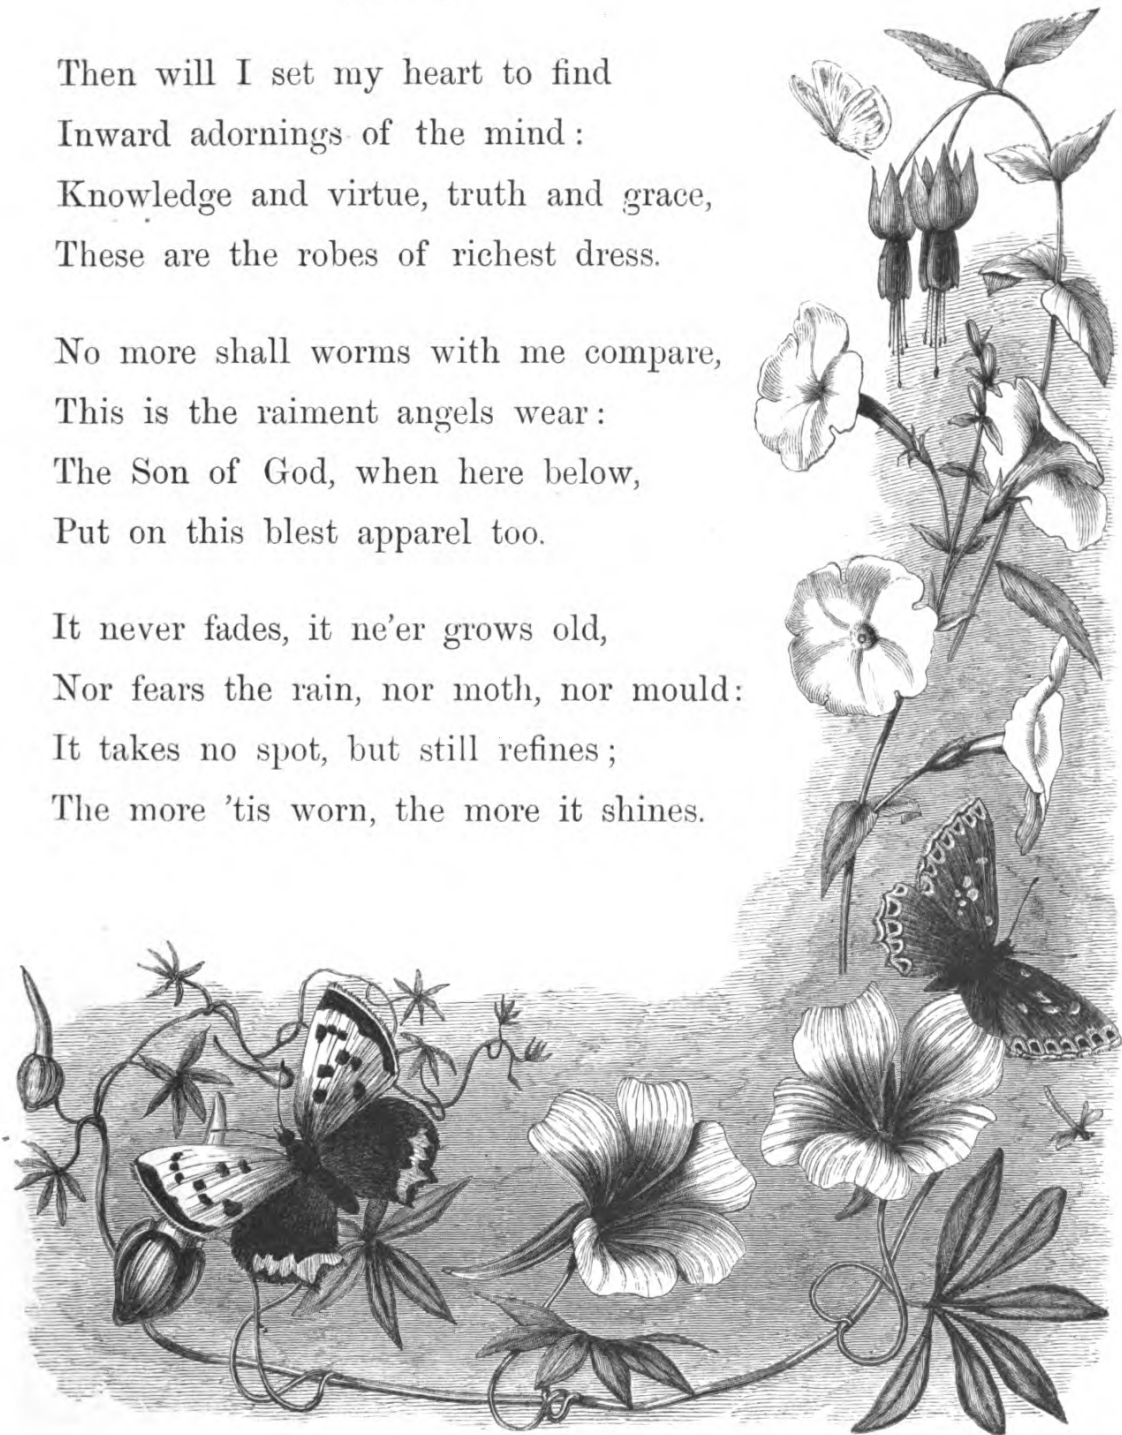 Then will I set my heart to find
Inward adornings of the mind :
Knowledge and virtue, truth and grace,
These are the robes of richest dress.
No more shall worms with me compare,
This is the raiment angels wear :
The Son of God, when here below,
Put on this blest apparel too.
It never fades, it ne'er grows old,
Nor fears the rain, nor moth, nor mould :
It takes no spot, but still refines ;
The more 'tis worn, the more it shines.